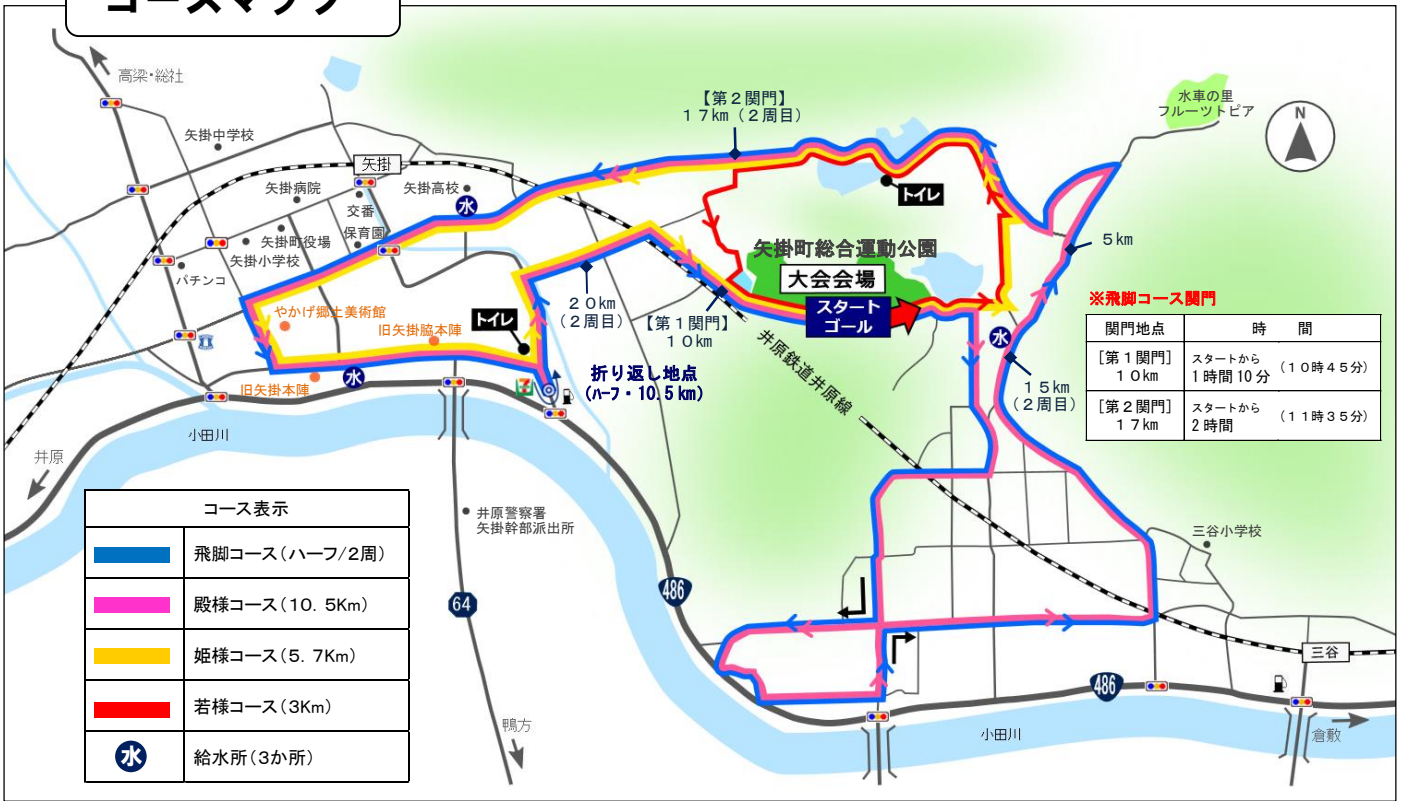 コースマップ
高梁・総社
矢掛中学校
矢掛
矢掛病院
矢掛高校
水
交番
保育園
矢掛町役場
矢掛小学校
パチンコ
やかげ郷土美術館
旧矢掛脇本陣
旧矢掛本陣
水
トイレ
【第2関門】
17km(2周目)
トイレ
水車の里
フルーツトピア
N
5km
矢掛町総合運動公園
大会会場
スタート
ゴール
20km
(2周目)
【第1関門】
10km
折り返し地点
(ハーフ・10.5km)
井原鉄道井原線
水
15km
(2周目)
※飛脚コース関門
関門地点 時 間
[第1関門]
10km
スタートから
1時間10分 (10時45分)
[第2関門]
17km
スタートから
2時間 (11時35分)
小田川
井原
井原警察署
矢掛幹部派出所
64
486
鴨方
三谷小学校
三谷
486
小田川
倉敷
コース表示
飛脚コース(ハーフ/2周)
殿様コース(10.5Km)
姫様コース(5.7Km)
若様コース(3Km)
水 給水所(3か所)